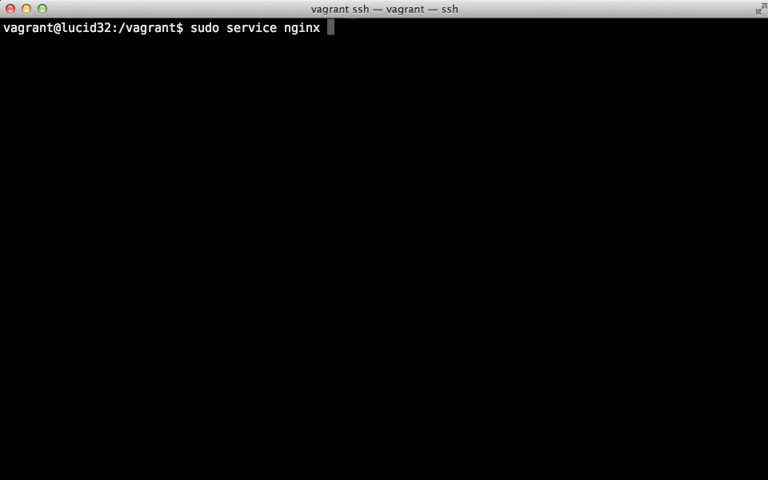 vagrant ssh — vagrant — ssh
vagrant@lucid32:/vagrant$ sudo service nginx